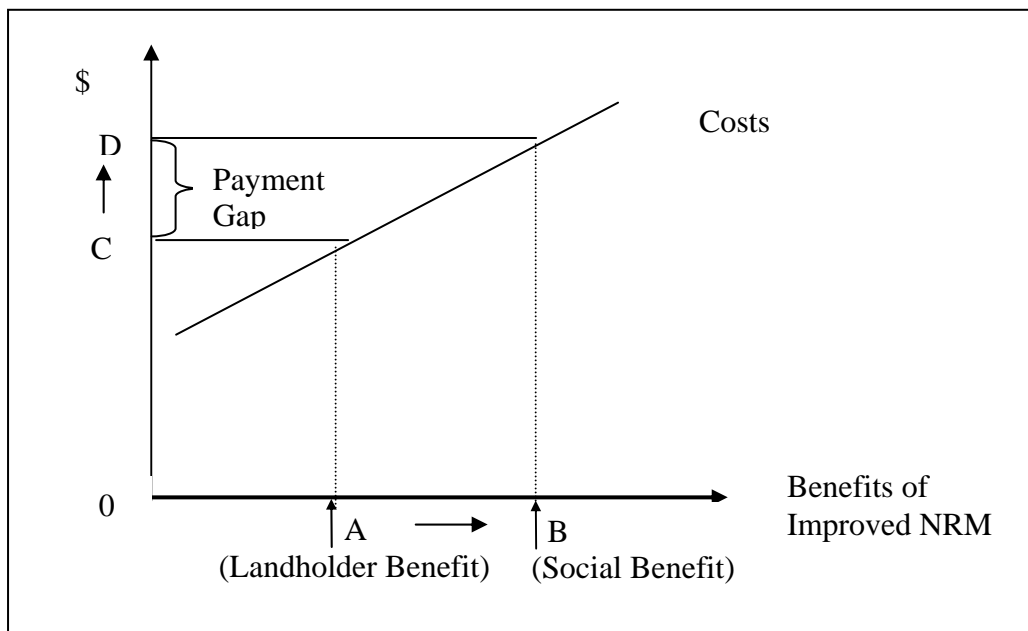 $
Costs
D
Payment
Gap
C
0
Benefits of
Improved NRM
A
B
(Landholder Benefit)
(Social Benefit)